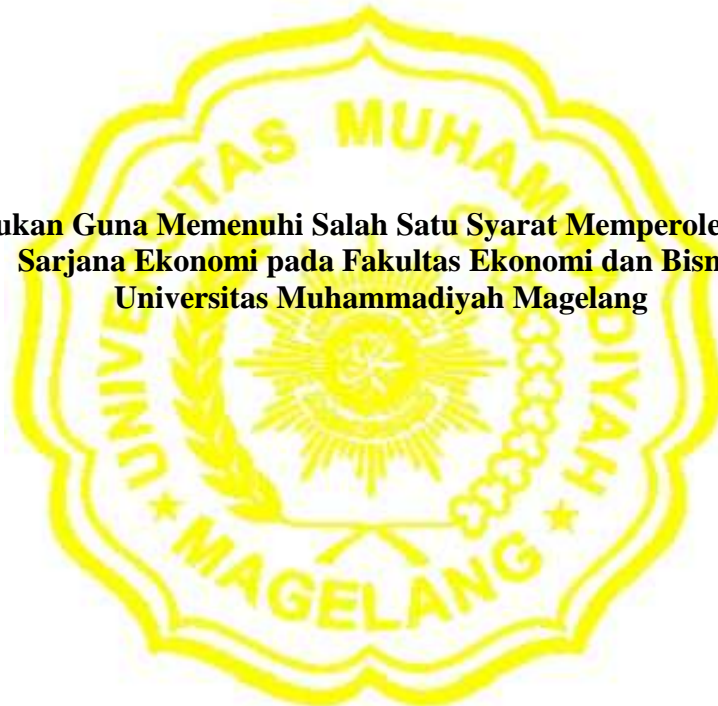 ukan Guna Memenuhi Salah Satu Syarat Memperole
Sarjana Ekonomi pada Fakultas Ekonomi dan Bisn
Universitas Muhammadiyah Magelang
UNIVERSITAS MUHAMMADIYAH
MAGELANG